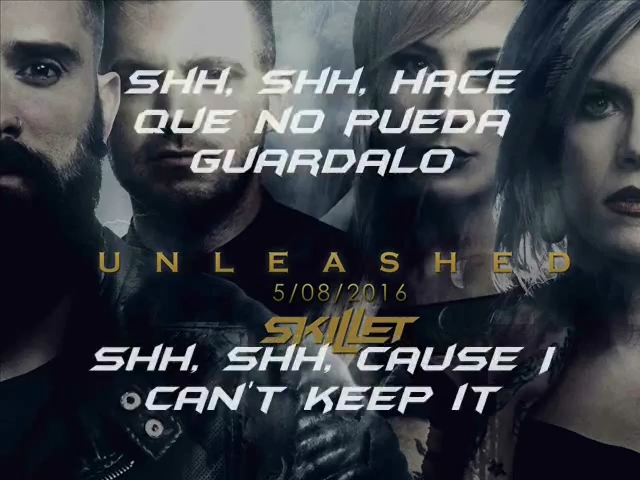 SHH, SHH, HACE
QUE NO PUEDA
GUARDALO
UNLEASHED
5/08/2016
SKILLET
SHH, SHH, CAUSE I
CAN'T KEEP IT